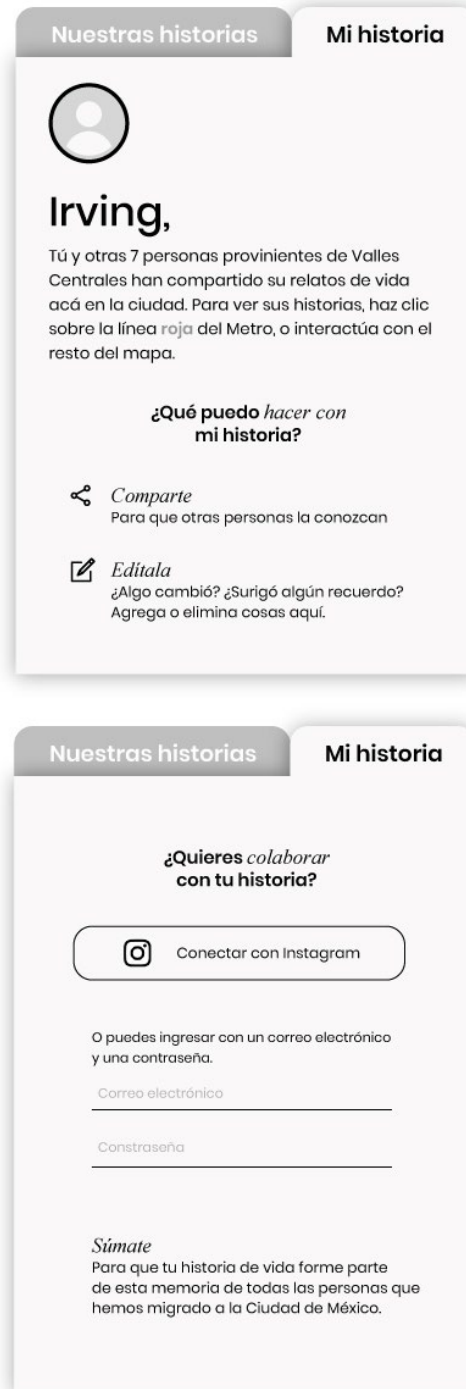 Nuestras historias
Mi historia
Irving,
Tú y otras 7 personas provinientes de Valles
Centrales han compartido su relatos de vida
acá en la ciudad. Para ver sus historias, haz clic
sobre la línea roja del Metro, o interactúa con el
resto del mapa.
¿Qué puedo hacer con
mi historia?
Comparte
Para que otras personas la conozcan
Edítala
¿Algo cambió? ¿Surigó algún recuerdo?
Agrega o elimina cosas aquí.
Nuestras historias
Mi historia
¿Quieres colaborar
con tu historia?
Conectar con Instagram
O puedes ingresar con un correo electrónico
y una contraseña.
Correo electrónico
Constraseña
Súmate
Para que tu historia de vida forme parte
de esta memoria de todas las personas que
hemos migrado a la Ciudad de México.